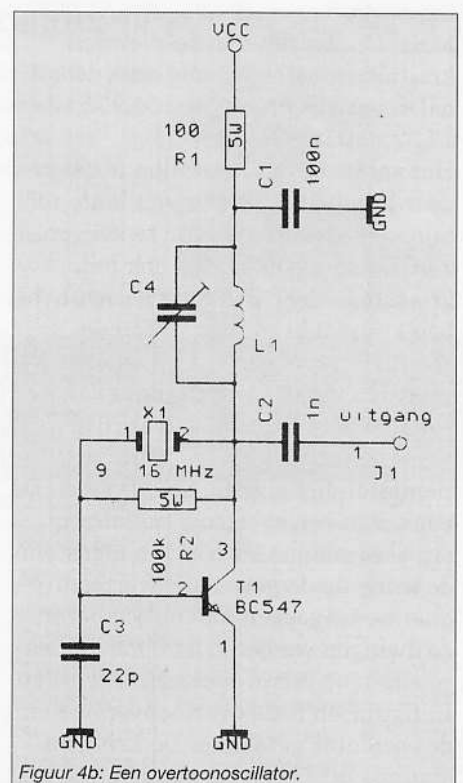 VCC
100
R1
5W
C1
100n
GND
C4
L1
X1
1
2
9 16 MHz
C2
1n
uitgang
1
J1
5W
100k
R2
3
2
T1
BC547
1
C3
22p
GND
GND
Figuur 4b: Een overtoonoscillator.